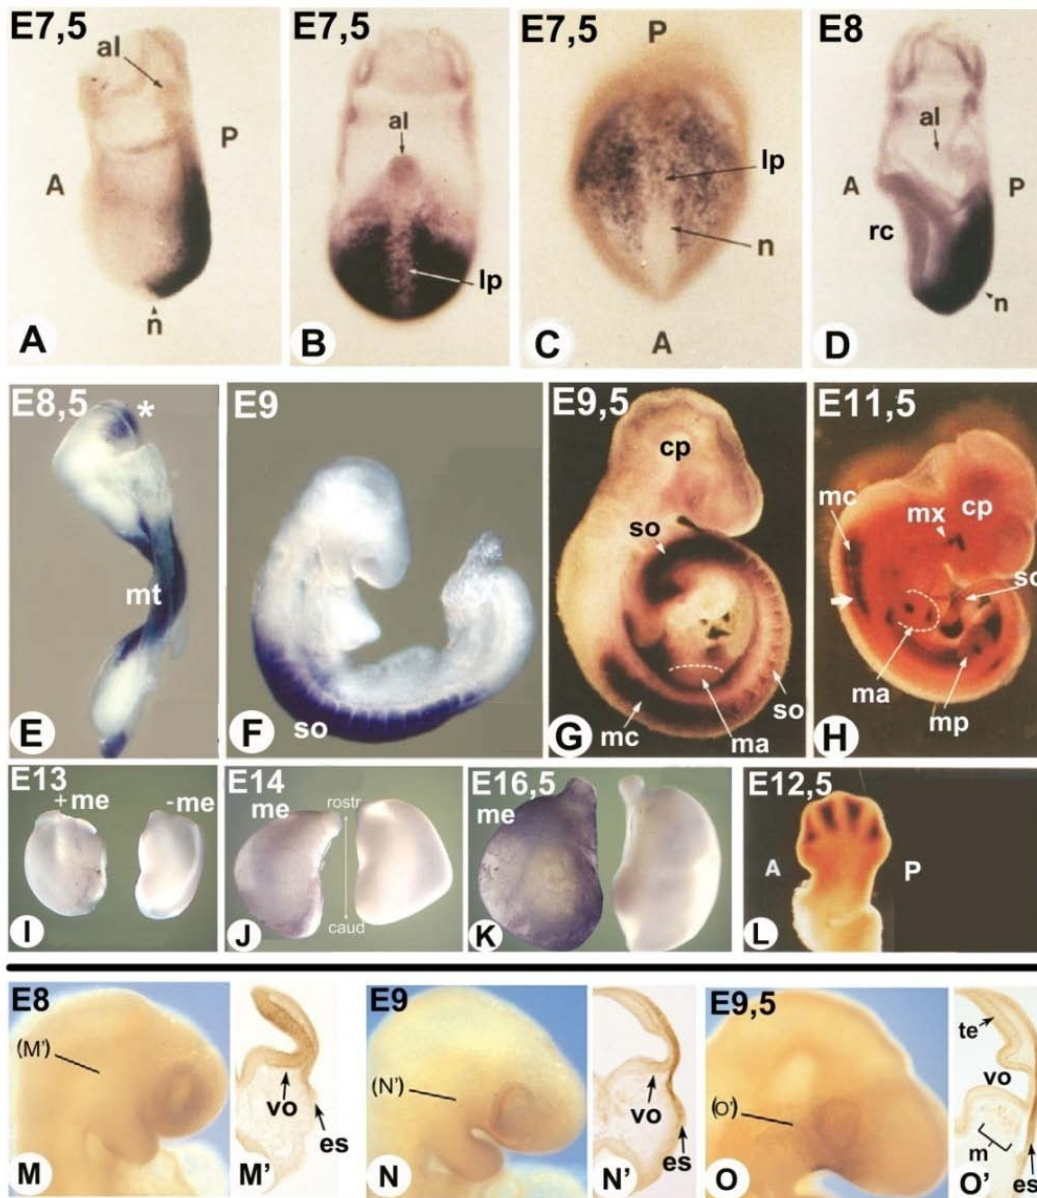 E7,5
al
P
A
n
A
E7,5
al
lp
B
E7,5
P
lp
n
A
C
E8
al
A
P
rc
n
D
E8,5
*
mt
E
E9
so
F
E9,5
cp
so
so
mc
ma
G
E11,5
mc
mx
cp
so
ma
mp
H
E13
+me
-me
I
E14
me
rostr
caud
J
E16,5
me
K
E12,5
A
P
L
E8
(M')
M
vo
es
M'
E9
(N')
N
vo
es
N'
E9,5
(O')
O
te
vo
m
es
O'